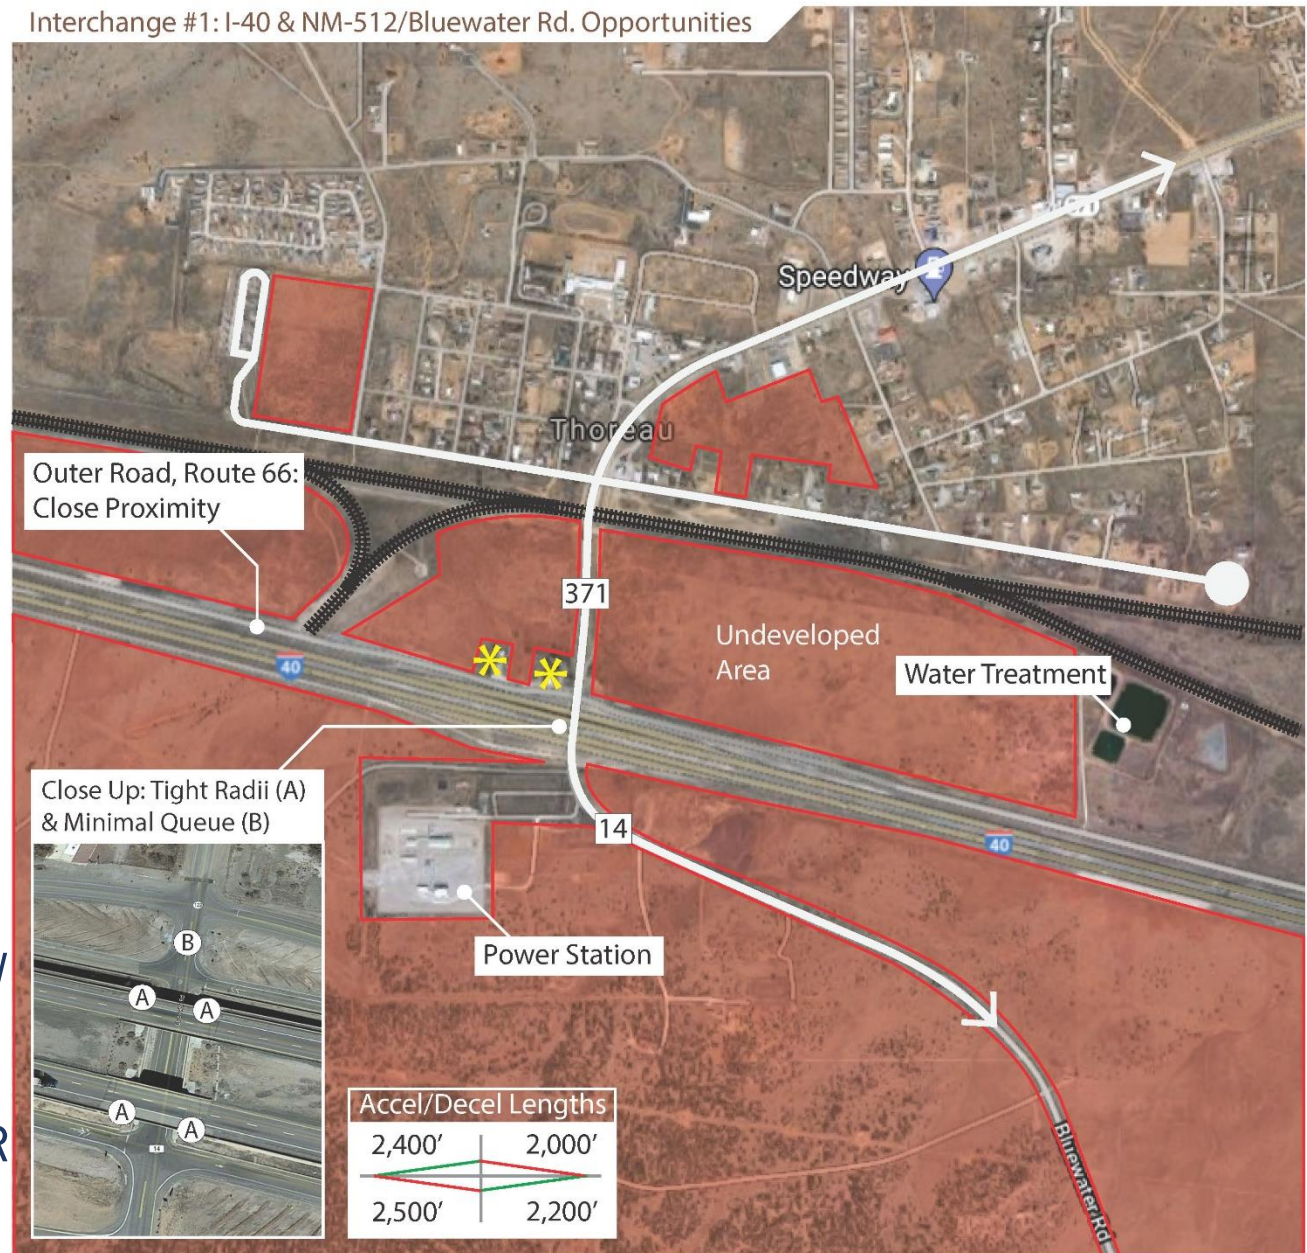 Interchange #1: I-40 & NM-512/Bluewater Rd. Opportunities
Speedway
Thoreau
Outer Road, Route 66:
Close Proximity
371
Undeveloped
Area
40
Water Treatment
Close Up: Tight Radii (A)
& Minimal Queue (B)
14
40
B
A
A
A
A
14
Power Station
Accel/Decel Lengths
2,400’
2,000’
2,500’
2,200’
Bluewater Rd
/
R